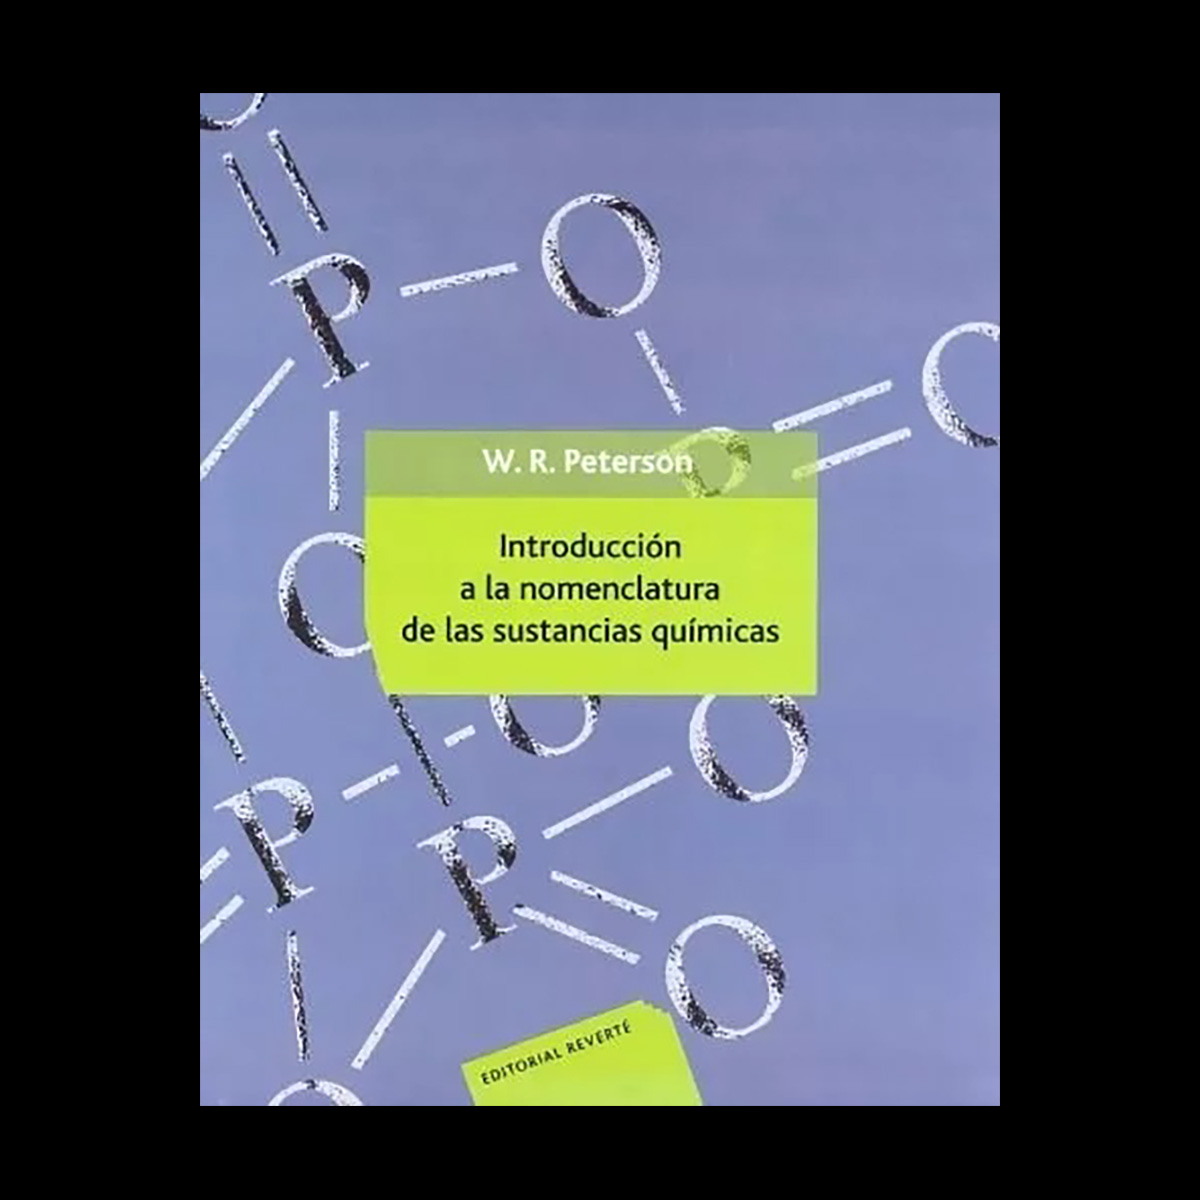 O
P
O
O
W. R. Peterson
Introducción
a la nomenclatura
de las sustancias químicas
O
O
O
P
P
O
EDITORIAL REVERTÉ
O